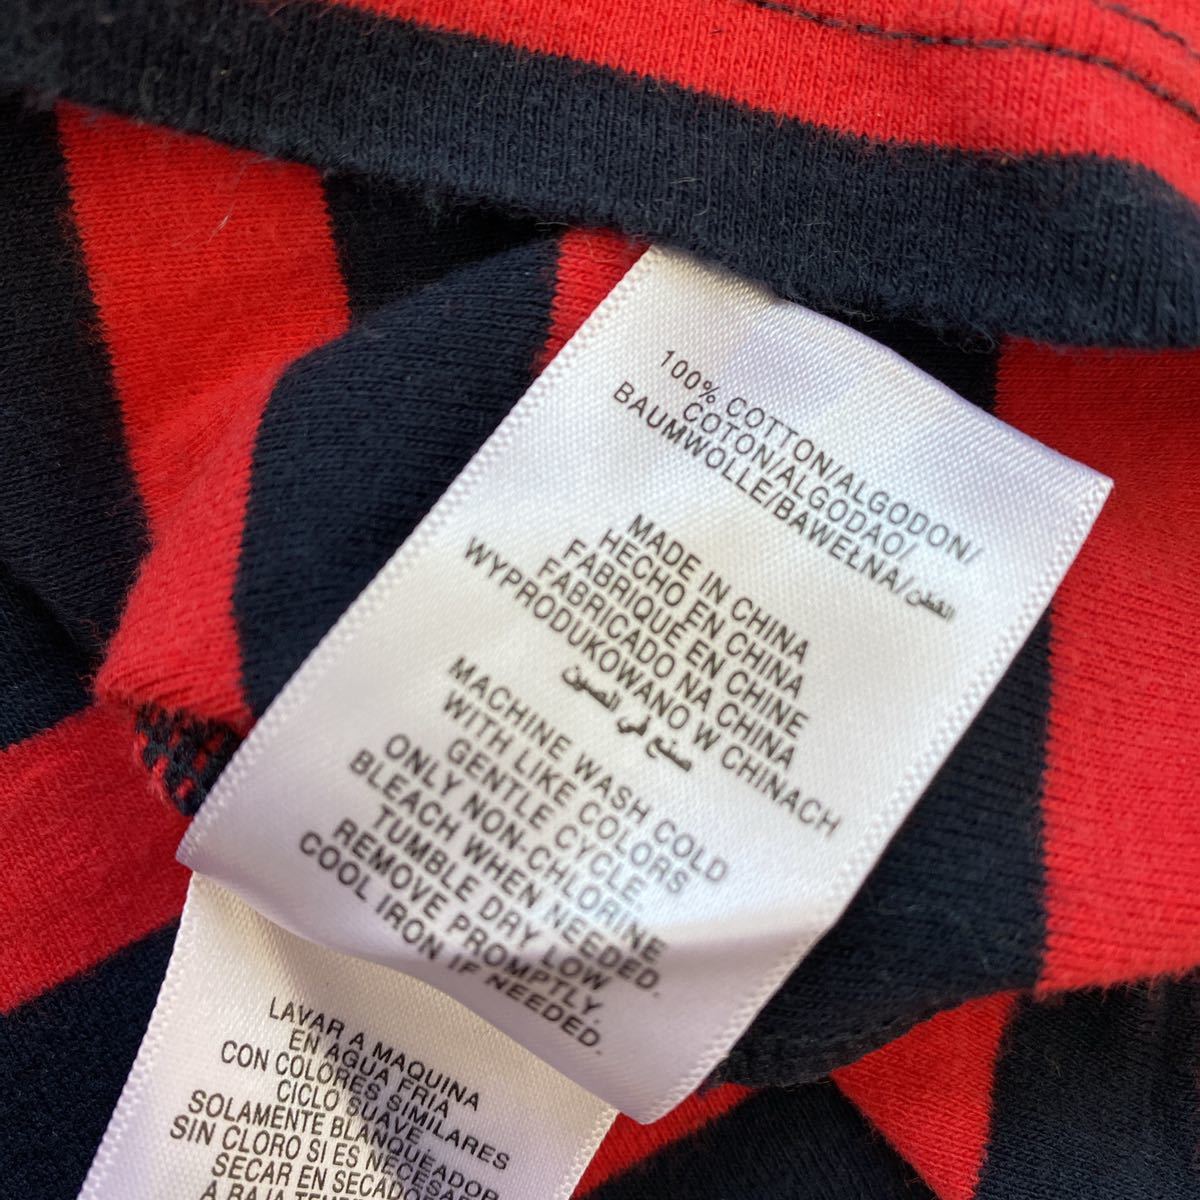 100% COTTON/ALGODON/
COTON/ALGODAO/
BAUMWOLLE/BAWEŁNA/القطن
MADE IN CHINA
HECHO EN CHINA
FABRIQUE EN CHINE
FABRICADO NA CHINA
WYPRODUKOWANO W CHINACH
صنع في الصين
MACHINE WASH COLD
WITH LIKE COLORS
GENTLE CYCLE.
ONLY NON-CHLORINE
BLEACH WHEN NEEDED.
TUMBLE DRY LOW
REMOVE PROMPTLY.
COOL IRON IF NEEDED.
LAVAR A MAQUINA
EN AGUA FRIA
CON COLORES SIMILARES
CICLO SUAVE
SOLAMENTE BLANQUEADOR
SIN CLORO SI ES
SECAR EN SECADORA
A BAJA